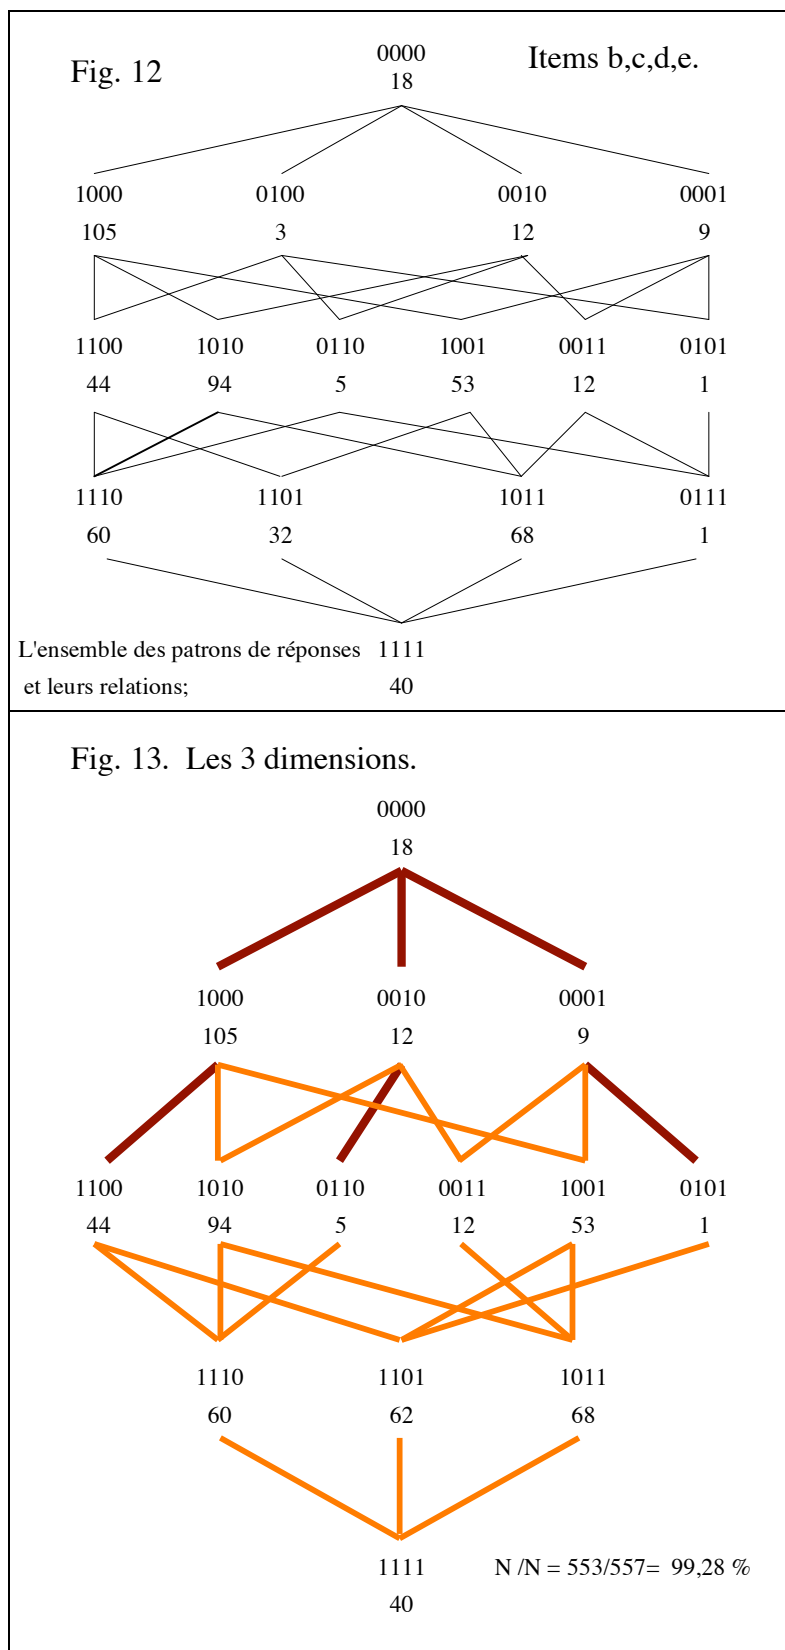 0000 Items b,c,d,e.
Fig. 12
18
1000 0100 0010 0001
105 3 12 9
1100 1010 0110 1001 0011 0101
44 94 5 53 12 1
1110 1101 1011 0111
60 32 68 1
L'ensemble des patrons de réponses 1111
et leurs relations; 40
Fig. 13. Les 3 dimensions.
0000
18
1000 0010 0001
105 12 9
1100 1010 0110 0011 1001 0101
44 94 5 12 53 1
1110 1101 1011
60 62 68
1111 N /N = 553/557= 99,28 %
40